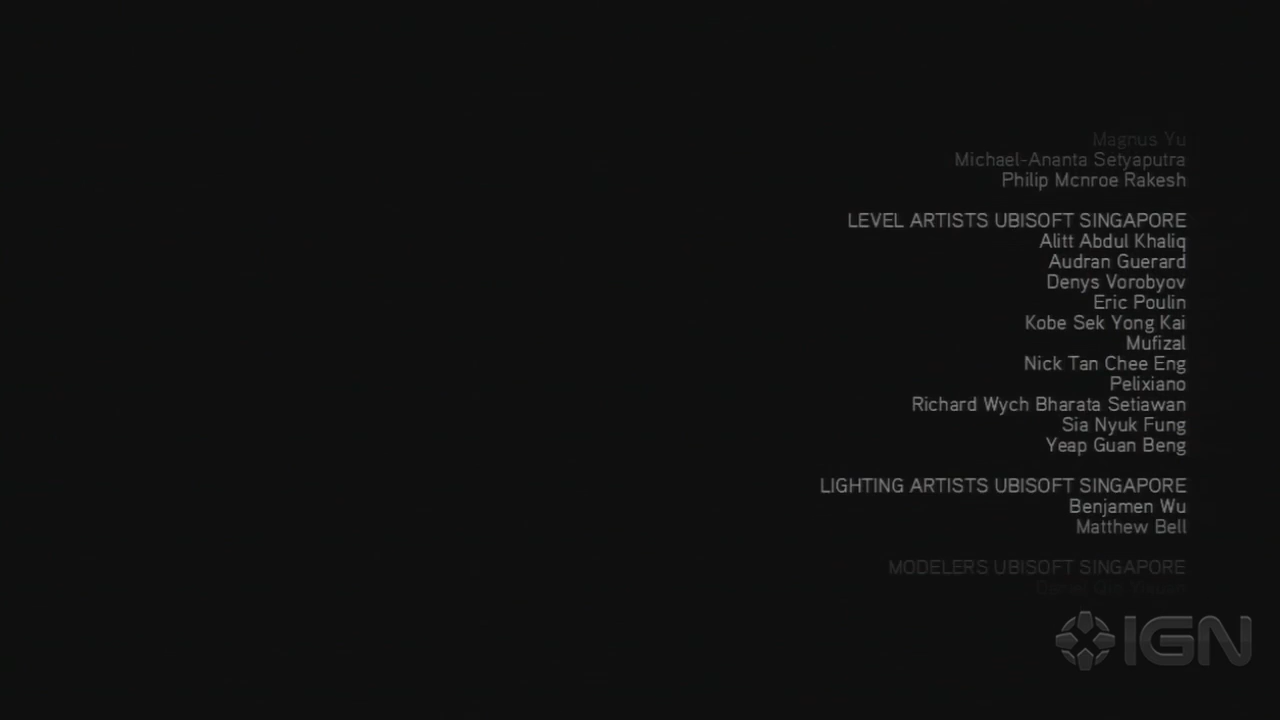 Magnus Yu
Michael-Ananta Setyaputra
Philip Mcnroe Rakesh
LEVEL ARTISTS UBISOFT SINGAPORE
Alitt Abdul Khaliq
Audran Guerard
Denys Vorobyov
Eric Poulin
Kobe Sek Yong Kai
Mufizal
Nick Tan Chee Eng
Pelixiano
Richard Wych Bharata Setiawan
Sia Nyuk Fung
Yeap Guan Beng
LIGHTING ARTISTS UBISOFT SINGAPORE
Benjamen Wu
Matthew Bell
MODELERS UBISOFT SINGAPORE
IGN